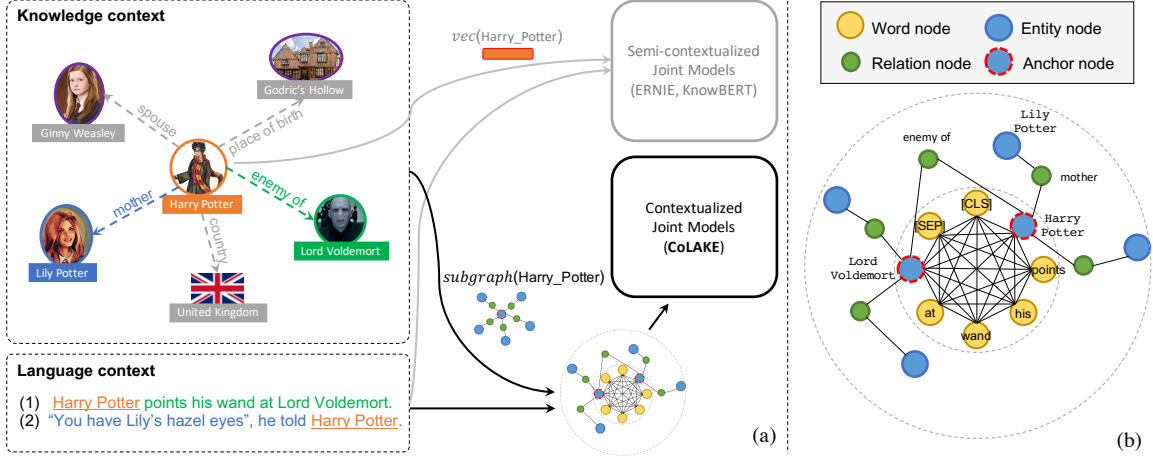 Knowledge context
Ginny Weasley
Godric's Hollow
spouse
place of birth
Harry Potter
mother
enemy of
country
Lily Potter
Lord Voldemort
United Kingdom
Language context
(1) Harry Potter points his wand at Lord Voldemort.
(2) “You have Lily’s hazel eyes”, he told Harry Potter.
vec(Harry_Potter)
Semi-contextualized
Joint Models
(ERNIE, KnowBERT)
Contextualized
Joint Models
(CoLAKE)
subgraph(Harry_Potter)
(a)
Word node
Entity node
Relation node
Anchor node
Lily
Potter
enemy of
mother
[CLS]
[SEP]
Harry
Potter
Lord
Voldemort
points
at
his
wand
(b)